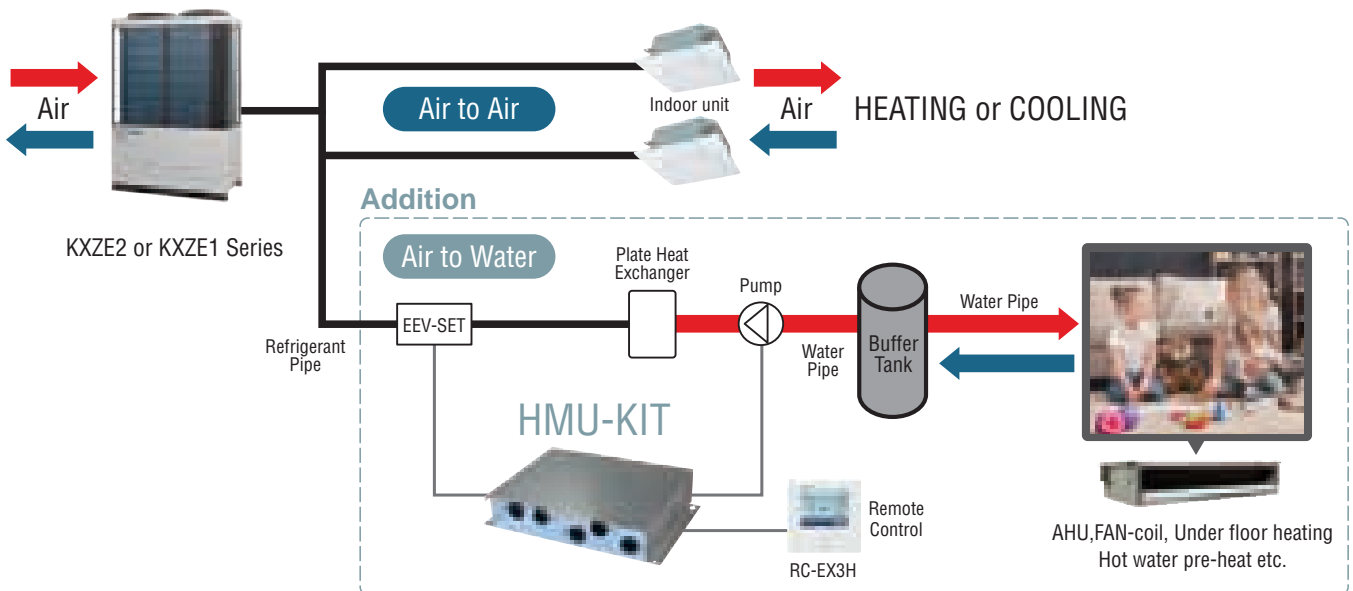 Air
Air to Air
Indoor unit
Air
HEATING or COOLING
KXZE2 or KXZE1 Series
Addition
Air to Water
Plate Heat
Exchanger
Pump
Water Pipe
EEV-SET
Refrigerant
Pipe
Water
Pipe
Buffer
Tank
HMU-KIT
Remote
Control
RC-EX3H
AHU,FAN-coil, Under floor heating
Hot water pre-heat etc.